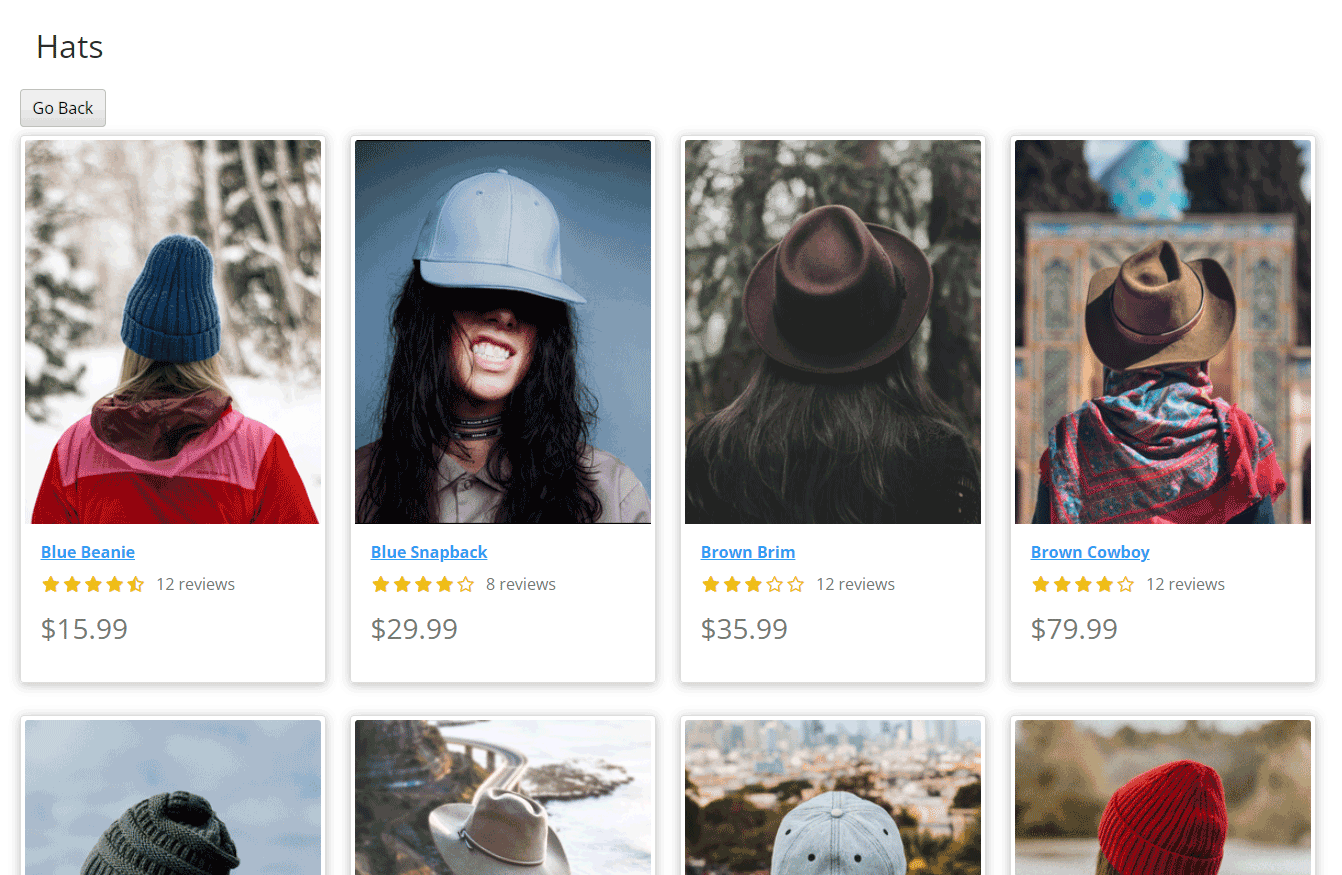 Hats
Go Back
Blue Beanie
12 reviews
$15.99
Blue Snapback
8 reviews
$29.99
Brown Brim
12 reviews
$35.99
Brown Cowboy
12 reviews
$79.99